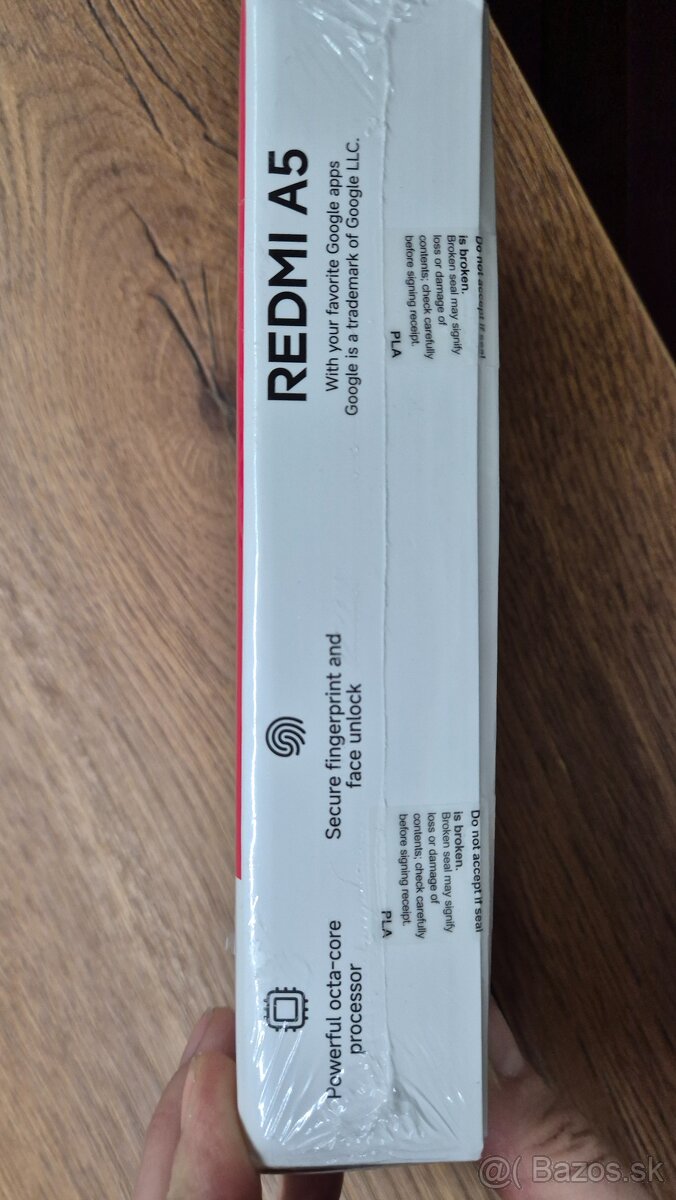 REDMI A5
With your favorite Google apps
Google is a trademark of Google LLC.
Secure fingerprint and
face unlock
Powerful octa-core
processor
Do not accept if seal
is broken.
Broken seal may signify
loss or damage of
contents; check carefully
before signing receipt.
PLA
Do not accept if seal
is broken.
Broken seal may signify
loss or damage of
contents; check carefully
before signing receipt.
PLA
@( Bazos.sk